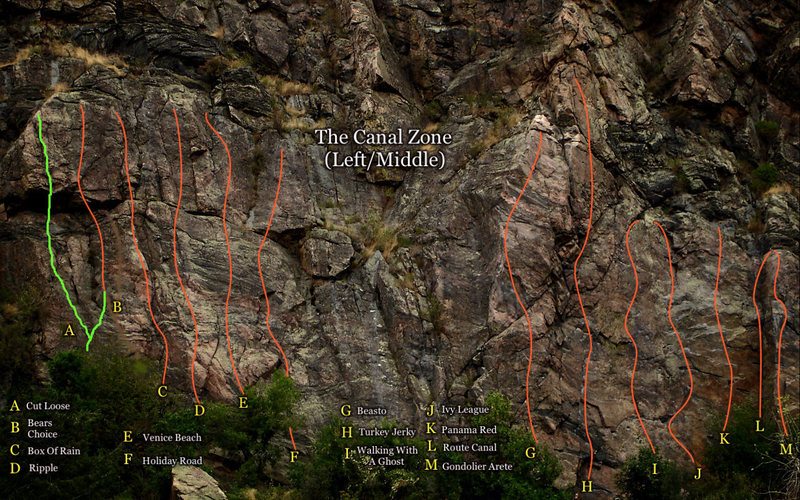 The Canal Zone
(Left/Middle)
A
B
C
D
E
F
G
H
I
J
K
L
M
A Cut Loose
B Bears
Choice
C Box Of Rain
D Ripple
E Venice Beach
F Holiday Road
G Beasto
H Turkey Jerky
I Walking With
A Ghost
J Ivy League
K Panama Red
L Route Canal
M Gondolier Arete